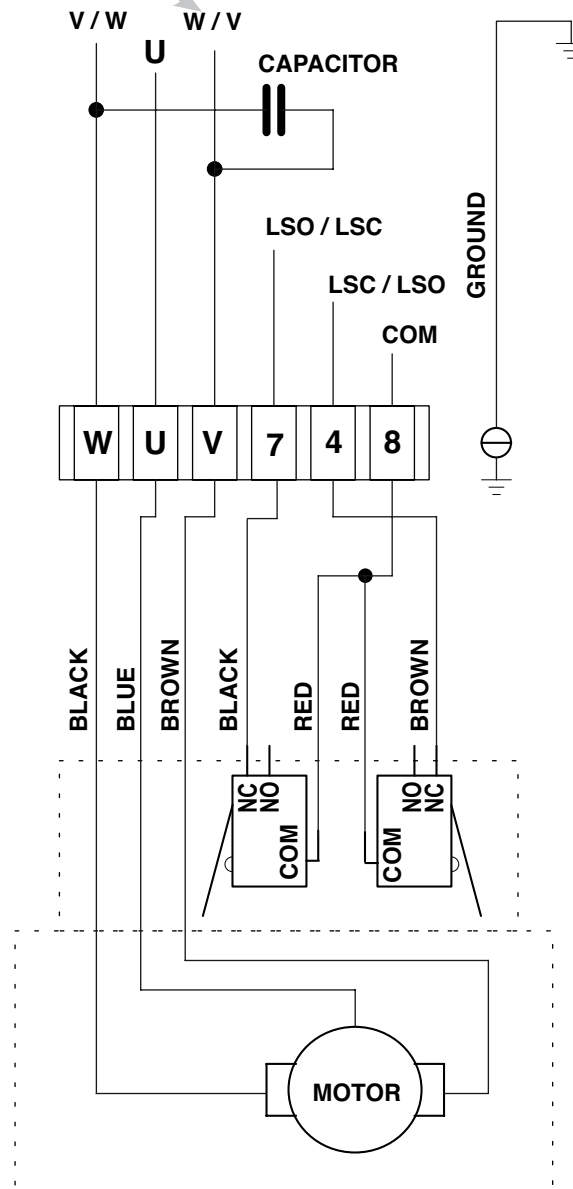 V / W
U
W / V
CAPACITOR
LSO / LSC
LSC / LSO
COM
GROUND
W U V 7 4 8
BLACK
BLUE
BROWN
BLACK
RED
RED
BROWN
NC
NO
COM
NO
NC
COM
MOTOR